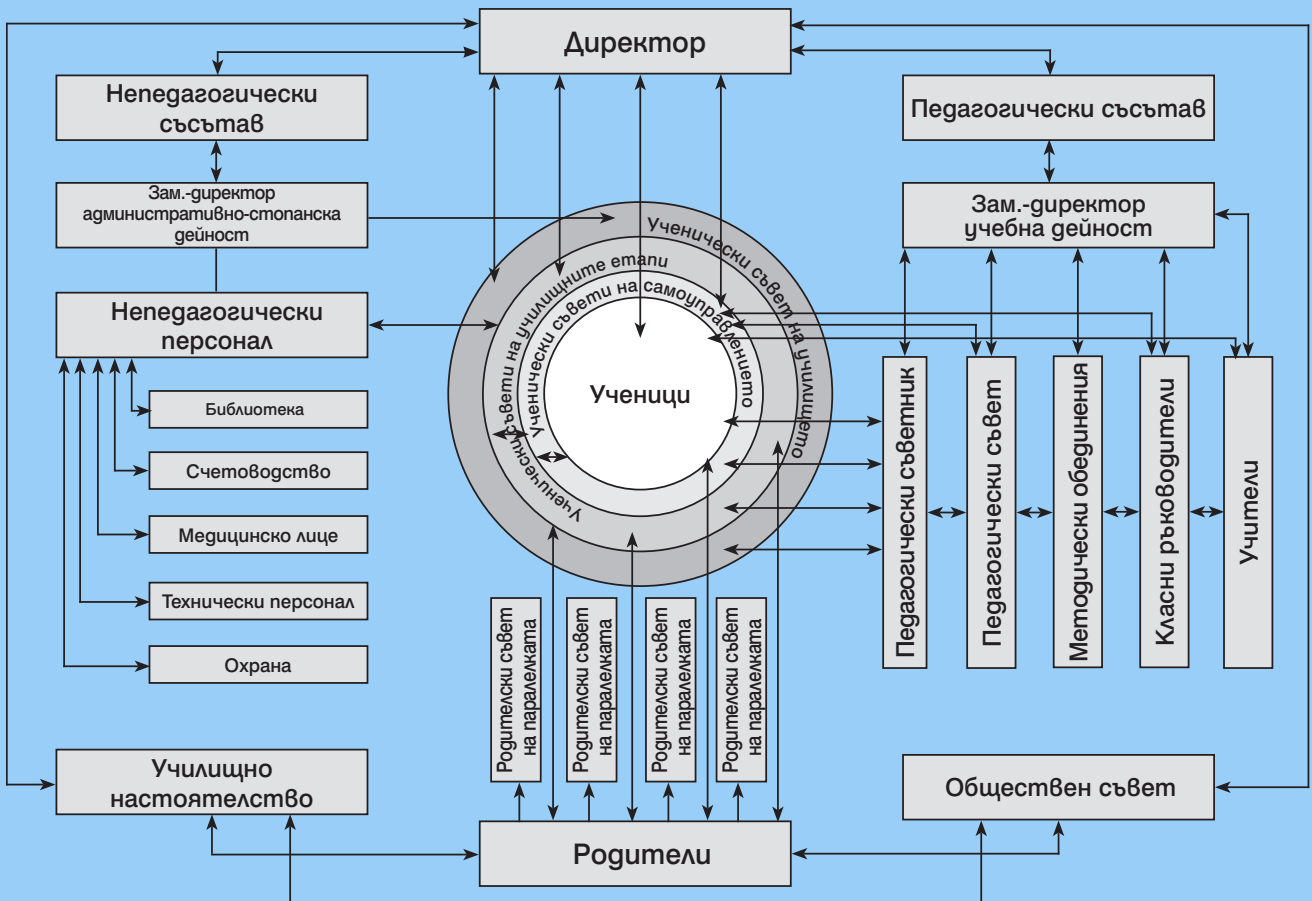 Директор
Непедагогически
със̀тав
Педагогически съсътав
Зам.-директор
административно-стопанска
дейност
Зам.-директор
учебна дейност
Непедагогически
персонал
Библиотека
Счетоводство
Медицинско лице
Технически персонал
Охрана
Ученически съвет на училището
Ученически съвети на училищните етапи
Ученически съвети на самоуправлението
Ученици
Педагогически съветник
Педагогически съвет
Методически обединения
Класни ръководители
Учители
Родителски съвет
на паралелката
Родителски съвет
на паралелката
Родителски съвет
на паралелката
Родителски съвет
на паралелката
Училищно
настоятелство
Обществен съвет
Родители